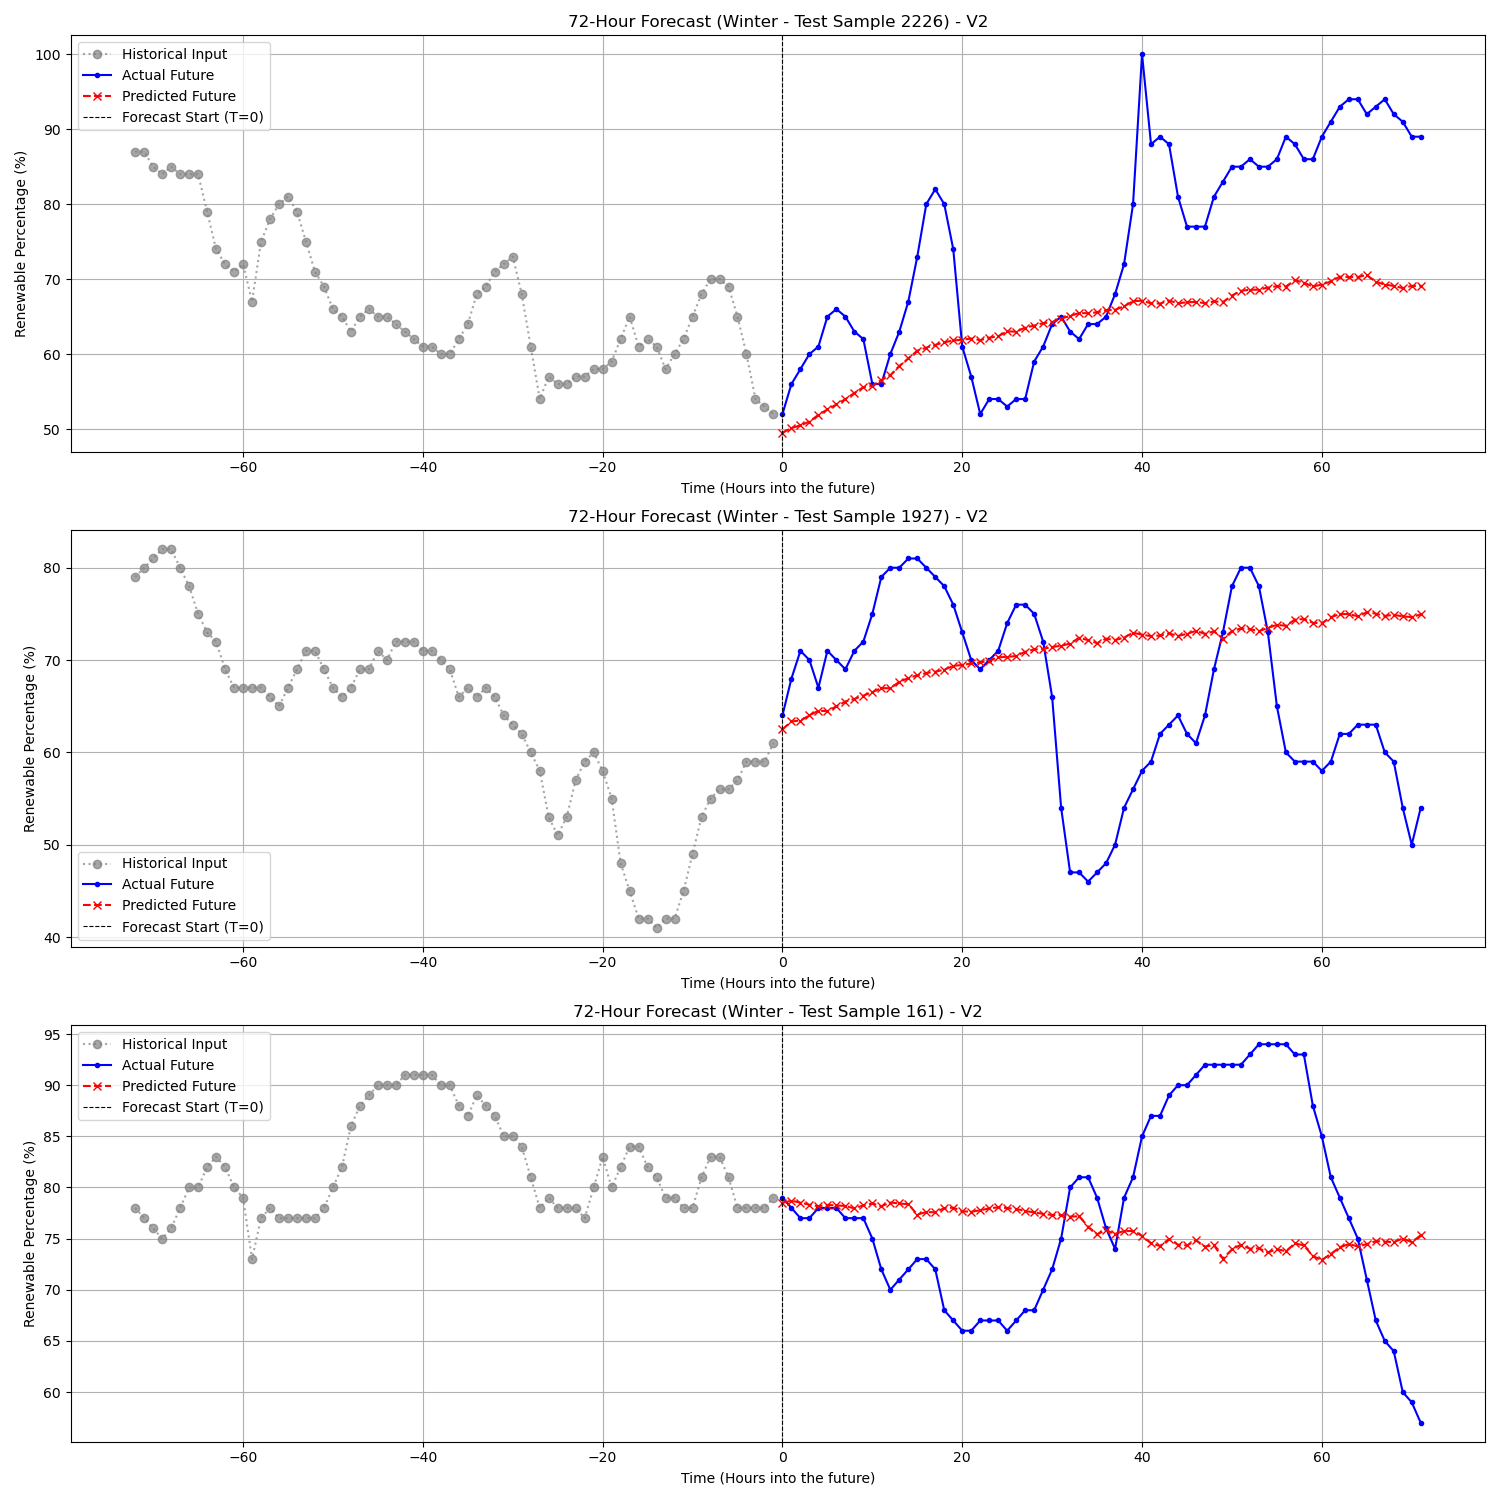 72-Hour Forecast (Winter - Test Sample 2226) - V2
Historical Input
Actual Future
Predicted Future
Forecast Start (T=0)
Renewable Percentage (%)
100
90
80
70
60
50
−60
−40
−20
0
20
40
60
Time (Hours into the future)
72-Hour Forecast (Winter - Test Sample 1927) - V2
Renewable Percentage (%)
80
70
60
50
40
Historical Input
Actual Future
Predicted Future
Forecast Start (T=0)
−60
−40
−20
0
20
40
60
Time (Hours into the future)
72-Hour Forecast (Winter - Test Sample 161) - V2
Historical Input
Actual Future
Predicted Future
Forecast Start (T=0)
Renewable Percentage (%)
95
90
85
80
75
70
65
60
−60
−40
−20
0
20
40
60
Time (Hours into the future)